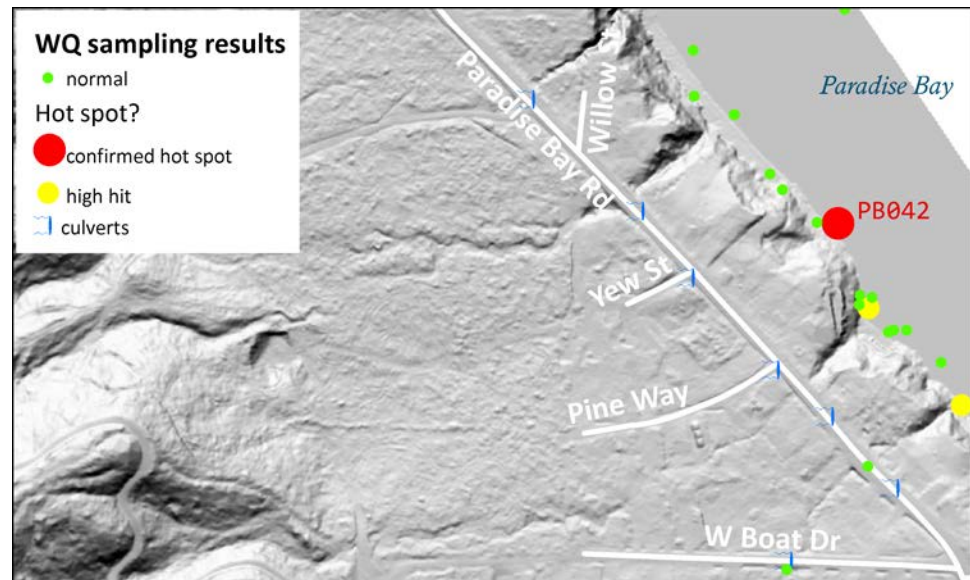 WQ sampling results
normal
Hot spot?
confirmed hot spot
high hit
culverts
Paradise Bay Rd
Willow
Paradise Bay
PB042
Yew St
Pine Way
W Boat Dr